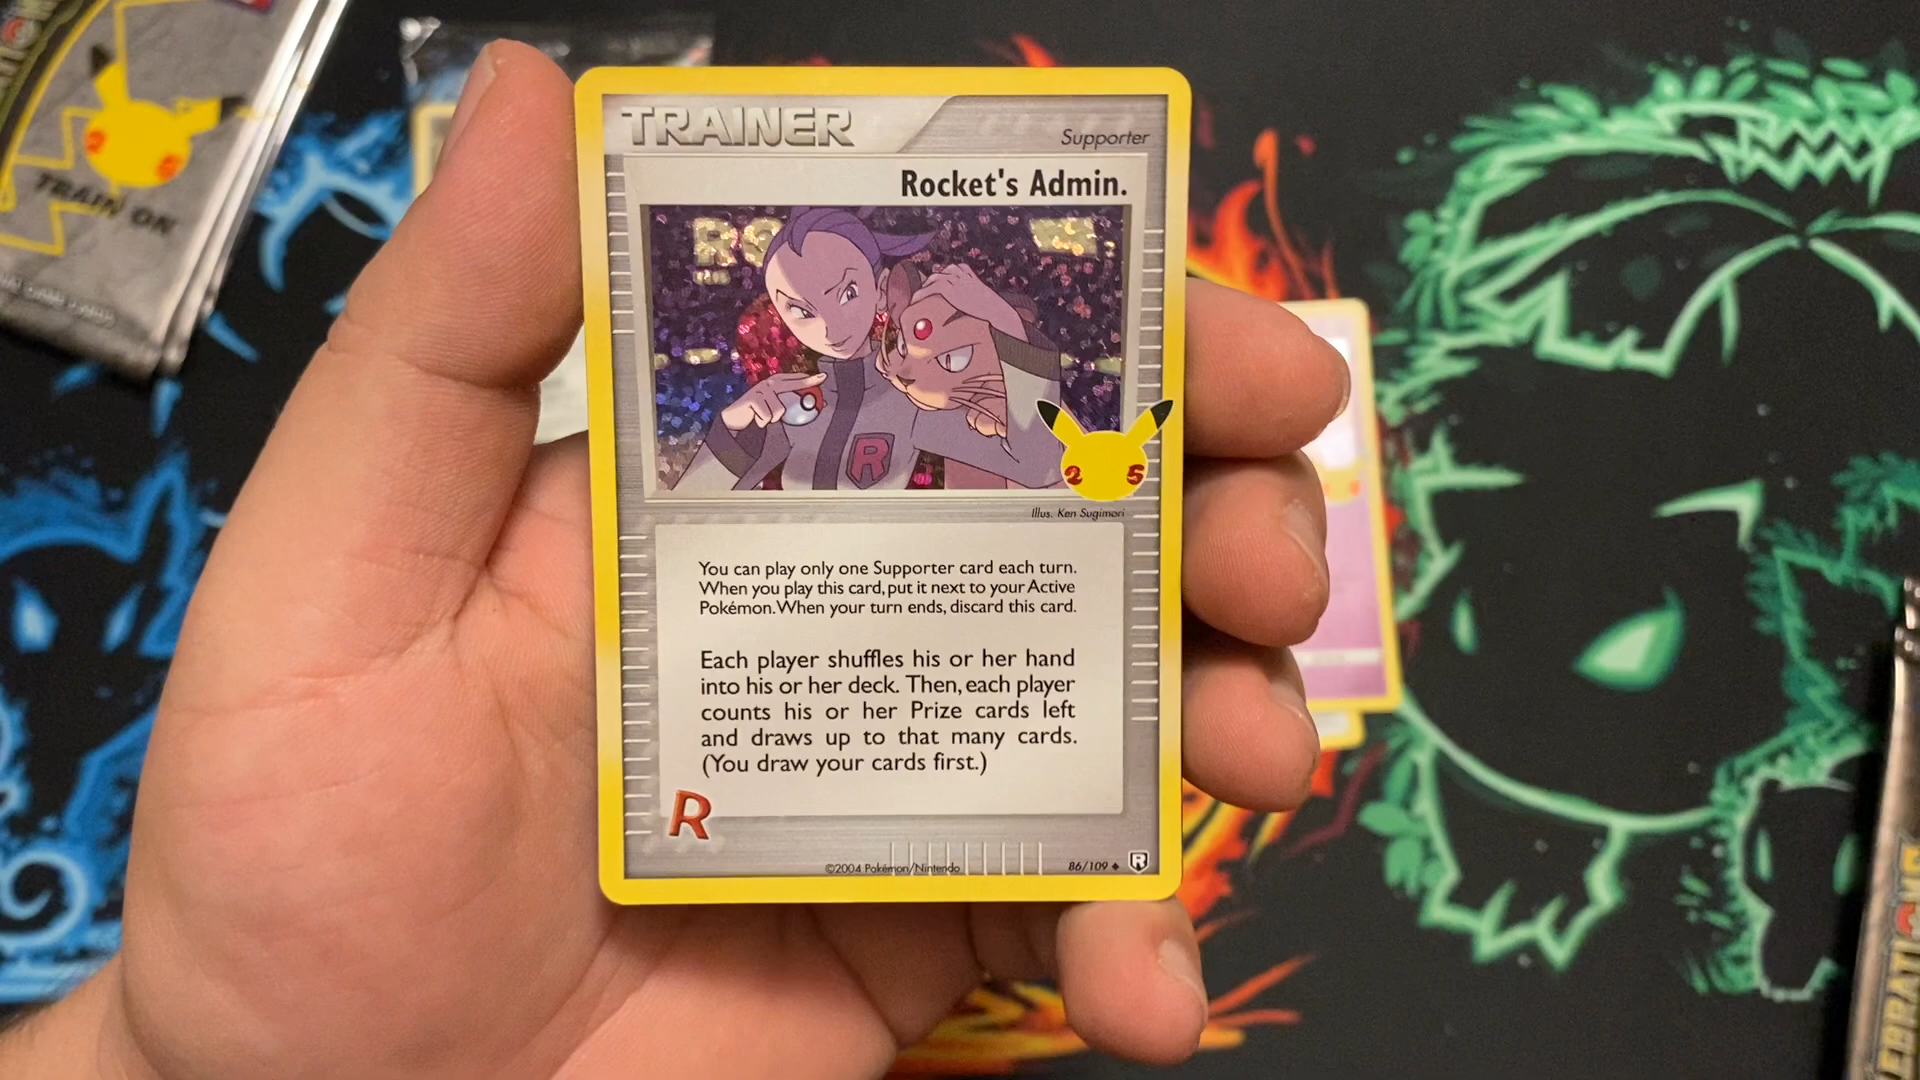 TRAIN ON
TRAINER
Supporter
Rocket's Admin.
R
25
Illus. Ken Sugimori
You can play only one Supporter card each turn.
When you play this card, put it next to your Active
Pokémon. When your turn ends, discard this card.
Each player shuffles his or her hand
into his or her deck. Then, each player
counts his or her Prize cards left
and draws up to that many cards.
(You draw your cards first.)
R
©2004 Pokémon/Nintendo
86/109
R